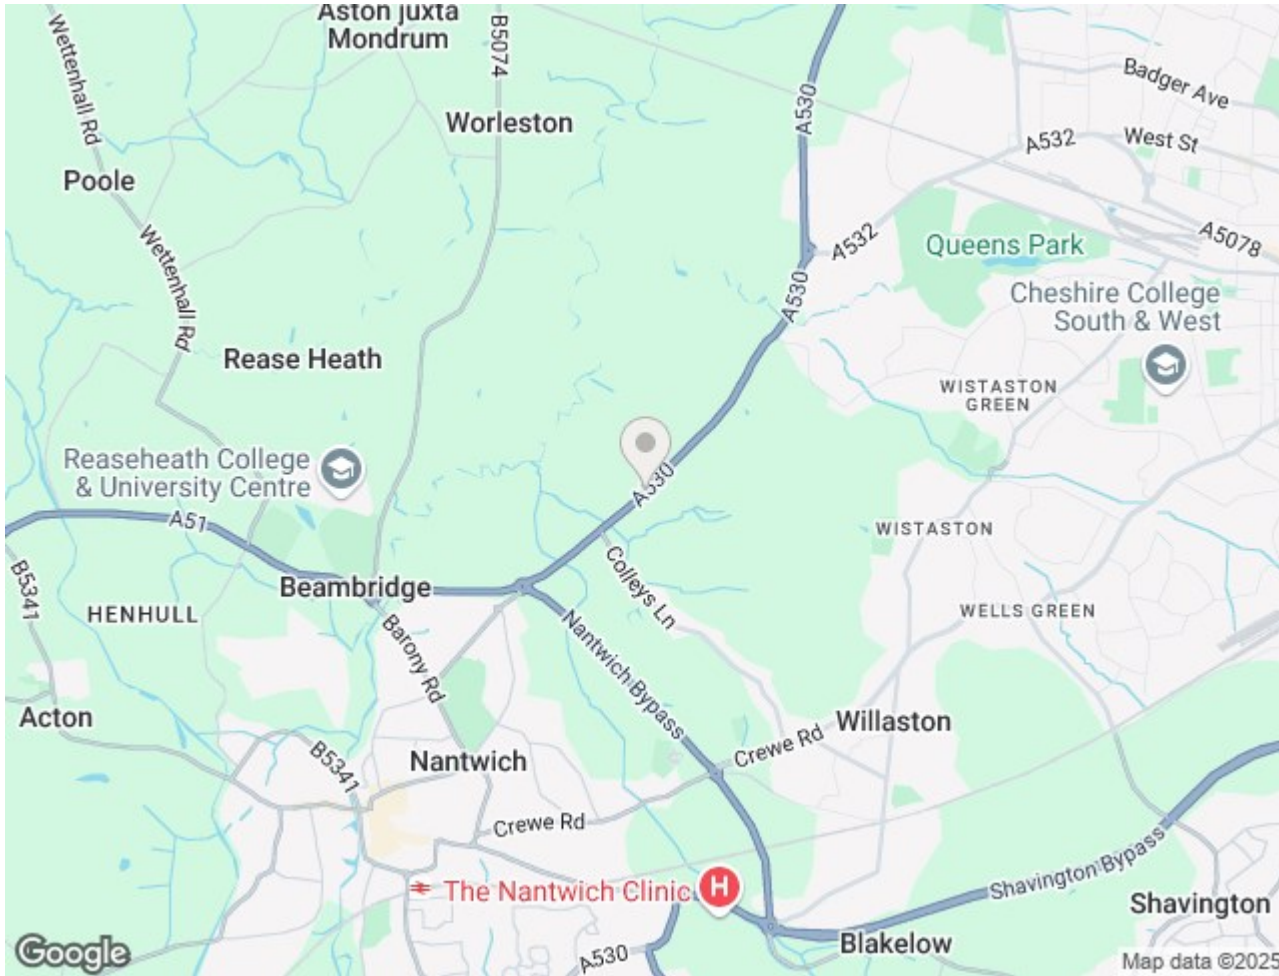 Aston juxta
Mondrum
B5074
Wettenhall Rd
Worleston
A530
Badger Ave
A532
West St
Poole
Wettenhall Rd
A532
Queens Park
A5078
A530
Cheshire College
South & West
Rease Heath
WISTASTON
GREEN
Reaseheath College
& University Centre
A530
A51
WISTASTON
B5341
Beambridge
Colleys Ln
HENHULL
WELLS GREEN
Barony Rd
Nantwich Bypass
Acton
Willaston
Crewe Rd
B5341
Nantwich
Crewe Rd
Shavington Bypass
The Nantwich Clinic
H
Shavington
A530
Blakelow
Google
Map data ©2025